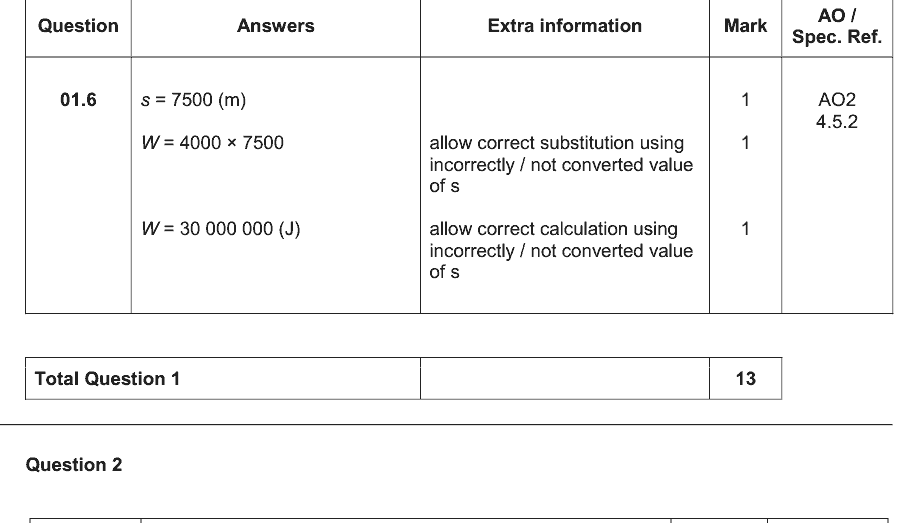 Question Answers Extra information Mark AO / Spec. Ref.
01.6 s = 7500 (m) 1 AO2
4.5.2
W = 4000 × 7500 allow correct substitution using 1
incorrectly / not converted value
of s
W = 30 000 000 (J) allow correct calculation using 1
incorrectly / not converted value
of s
Total Question 1 13
Question 2